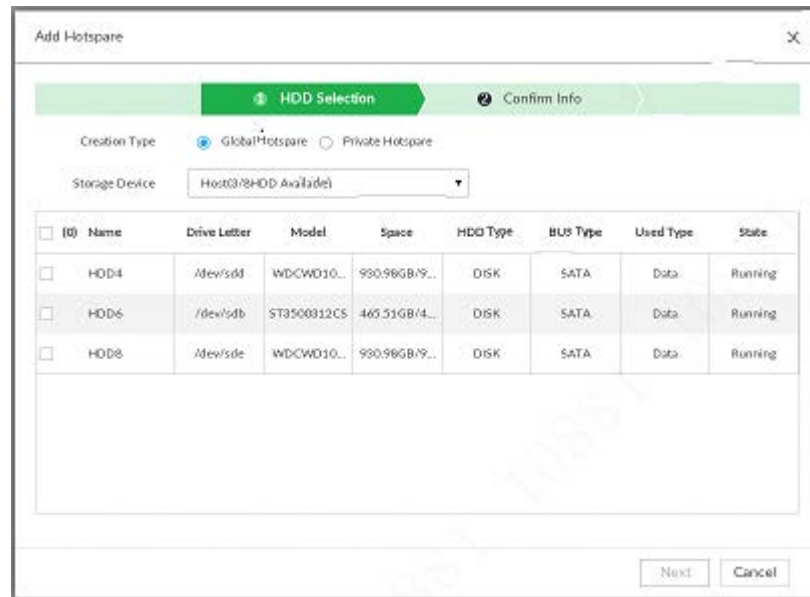 Add Hotspare
1 HDD Selection 2 Confirm Info
Creation Type Global Hotspare Private Hotspare
Storage Device Host(3/8HDD Available)
(0) Name Drive Letter Model Space HDD Type BUS Type Used Type State
HDD4 /dev/sdd WDCWD10... 930.98GB/9... DISK SATA Data Running
HDD6 /dev/sdb ST3500312CS 465.51GB/4... DISK SATA Data Running
HDD8 /dev/sde WDCWD10... 930.98GB/9... DISK SATA Data Running
Next Cancel